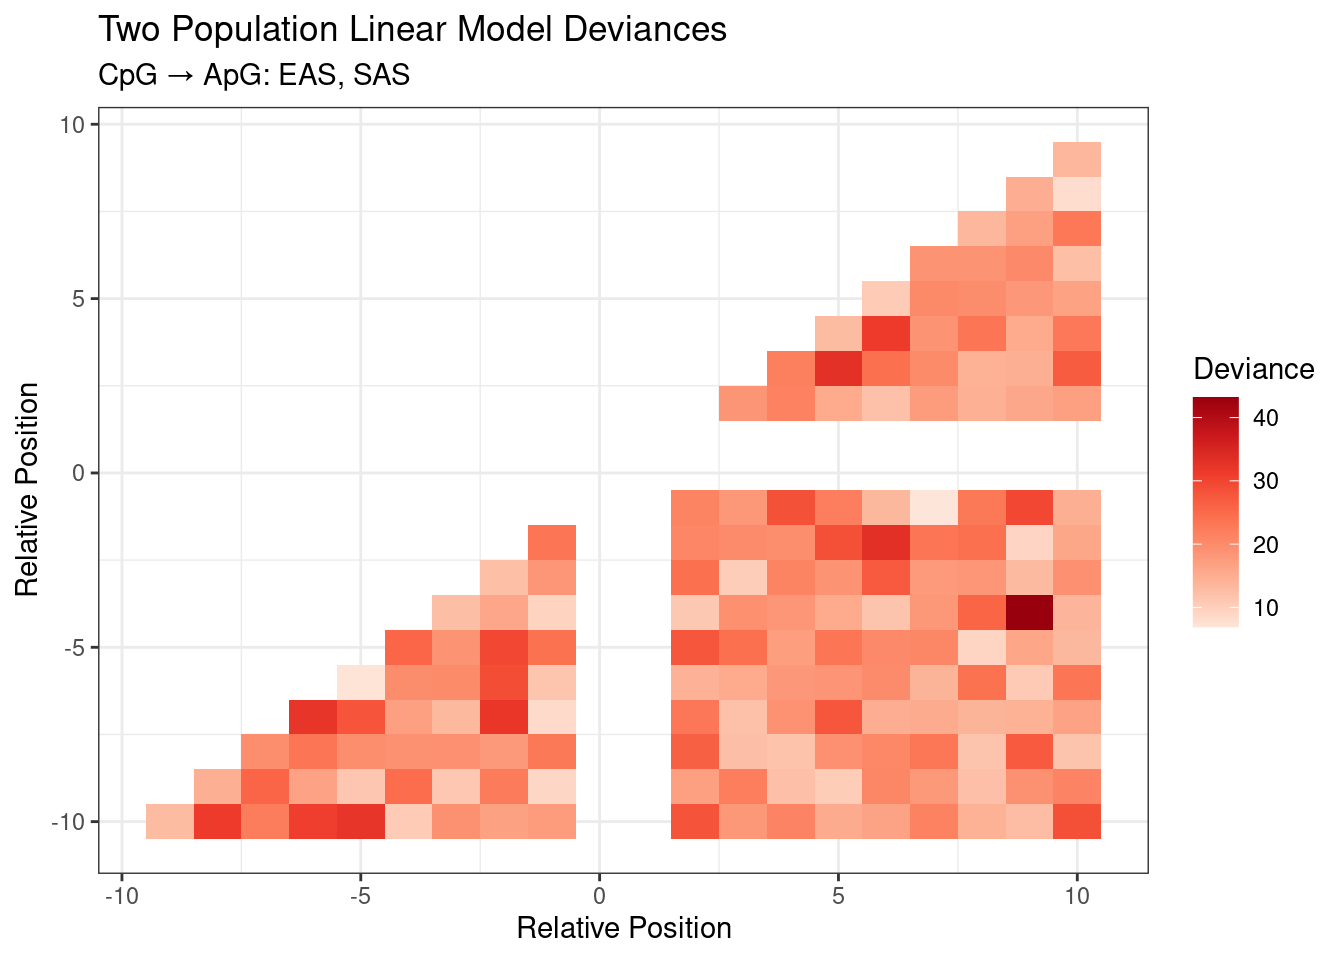 Two Population Linear Model Deviances
CpG → ApG: EAS, SAS
10
5
0
-5
-10
Relative Position
-10
-5
0
5
10
Relative Position
Deviance
40
30
20
10